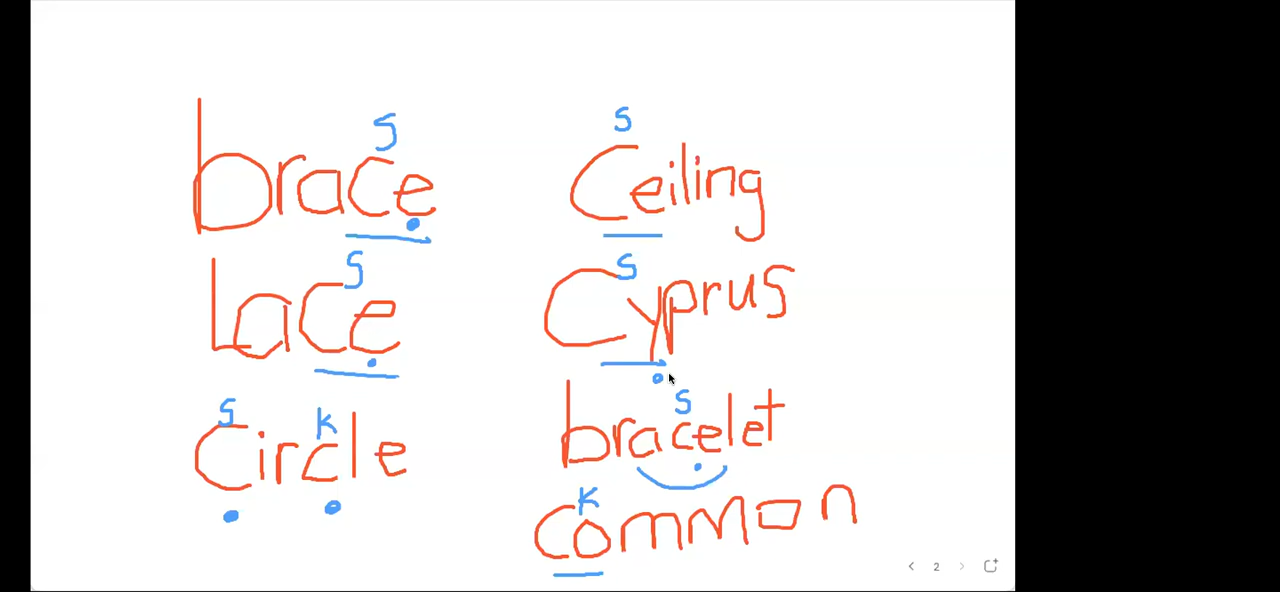 s
brace
s
lace
s k
circle
s
Ceiling
s
Cyprus
s
bracelet
k
common
2